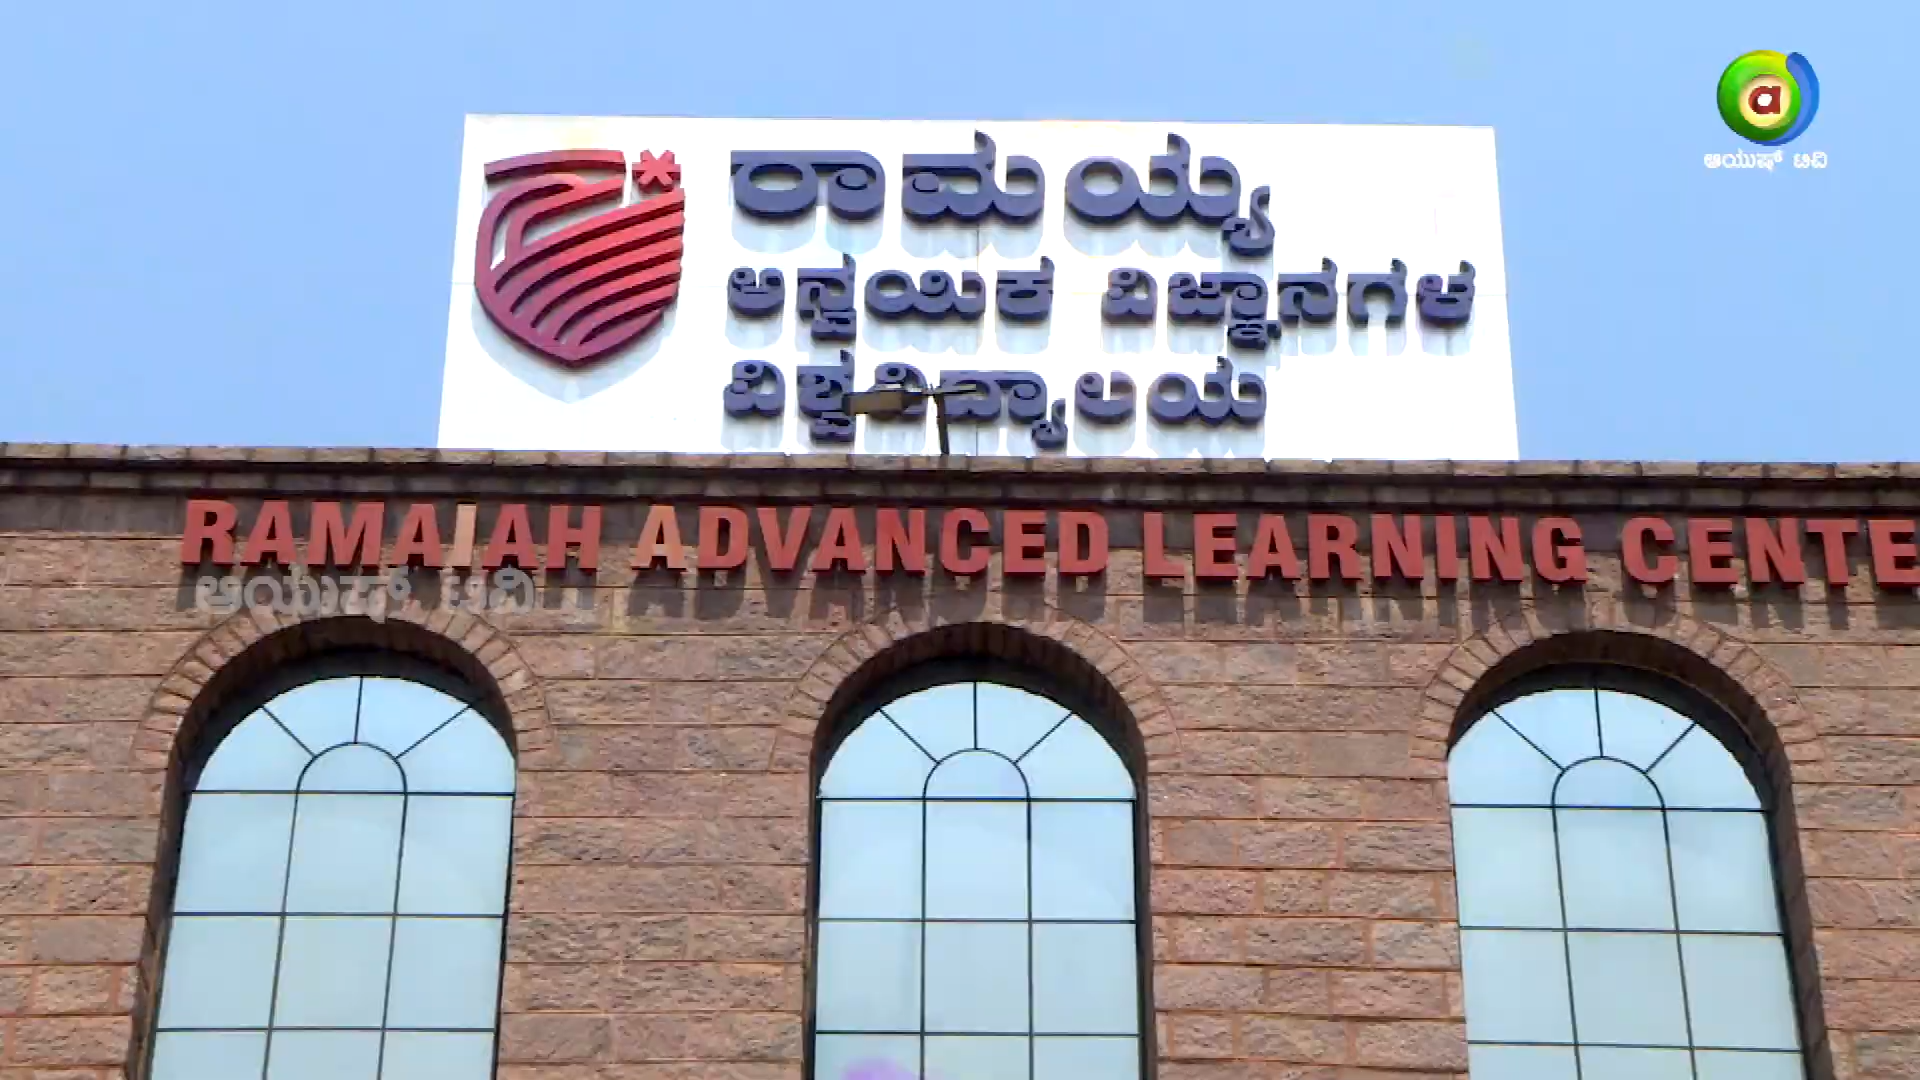 ರಾಮಯ್ಯ
ಅನ್ವಯಿಕ ವಿಜ್ಞಾನಗಳ
ವಿಶ್ವವಿದ್ಯಾಲಯ
RAMAIAH ADVANCED LEARNING CENTE
ಆಯುಷ್ ಟಿವಿ
a
ಆಯುಷ್ ಟಿವಿ